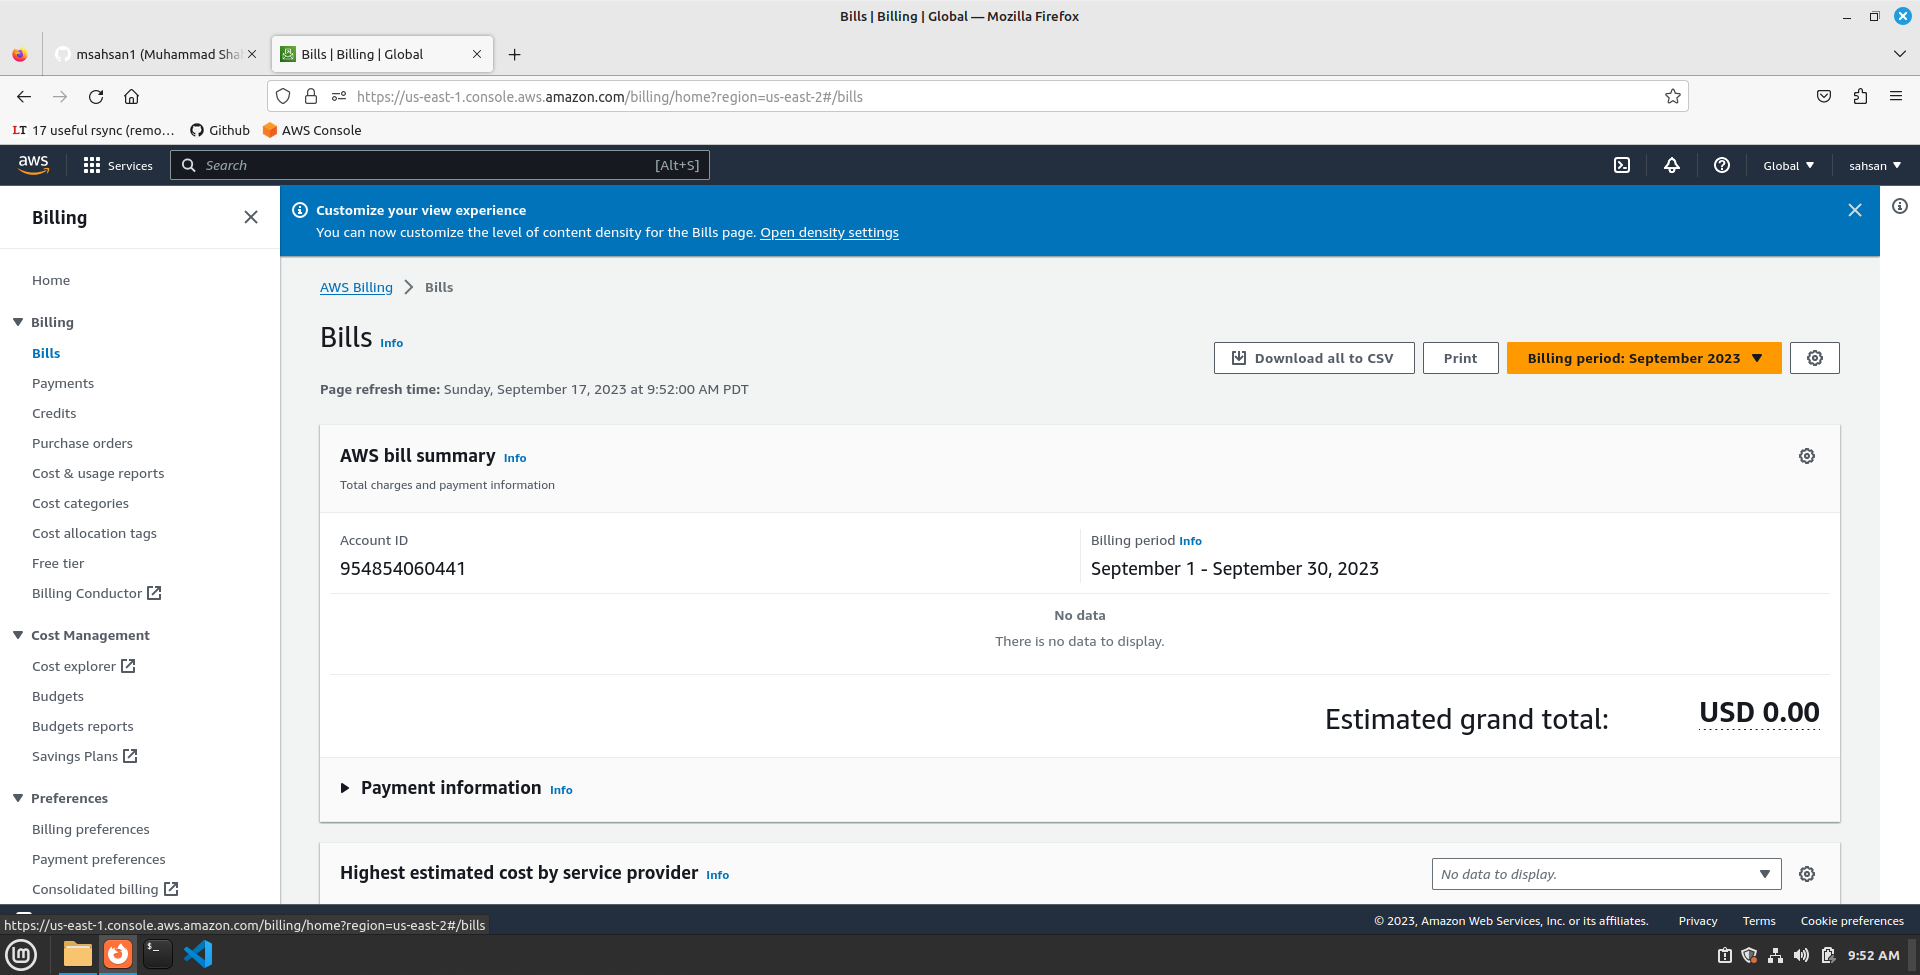 Bills | Billing | Global — Mozilla Firefox
msahsan1 (Muhammad Sha
Bills | Billing | Global
https://us-east-1.console.aws.amazon.com/billing/home?region=us-east-2#/bills
LT 17 useful rsync (remo…
Github
AWS Console
aws
Services
Search
[Alt+S]
Global
sahsan
Billing
Home
Billing
Bills
Payments
Credits
Purchase orders
Cost & usage reports
Cost categories
Cost allocation tags
Free tier
Billing Conductor
Cost Management
Cost explorer
Budgets
Budgets reports
Savings Plans
Preferences
Billing preferences
Payment preferences
Consolidated billing
Customize your view experience
You can now customize the level of content density for the Bills page. Open density settings
AWS Billing > Bills
Bills Info
Page refresh time: Sunday, September 17, 2023 at 9:52:00 AM PDT
Download all to CSV
Print
Billing period: September 2023
AWS bill summary Info
Total charges and payment information
Account ID
954854060441
Billing period Info
September 1 - September 30, 2023
No data
There is no data to display.
Estimated grand total: USD 0.00
Payment information Info
Highest estimated cost by service provider Info
No data to display.
https://us-east-1.console.aws.amazon.com/billing/home?region=us-east-2#/bills
© 2023, Amazon Web Services, Inc. or its affiliates.
Privacy
Terms
Cookie preferences
9:52 AM